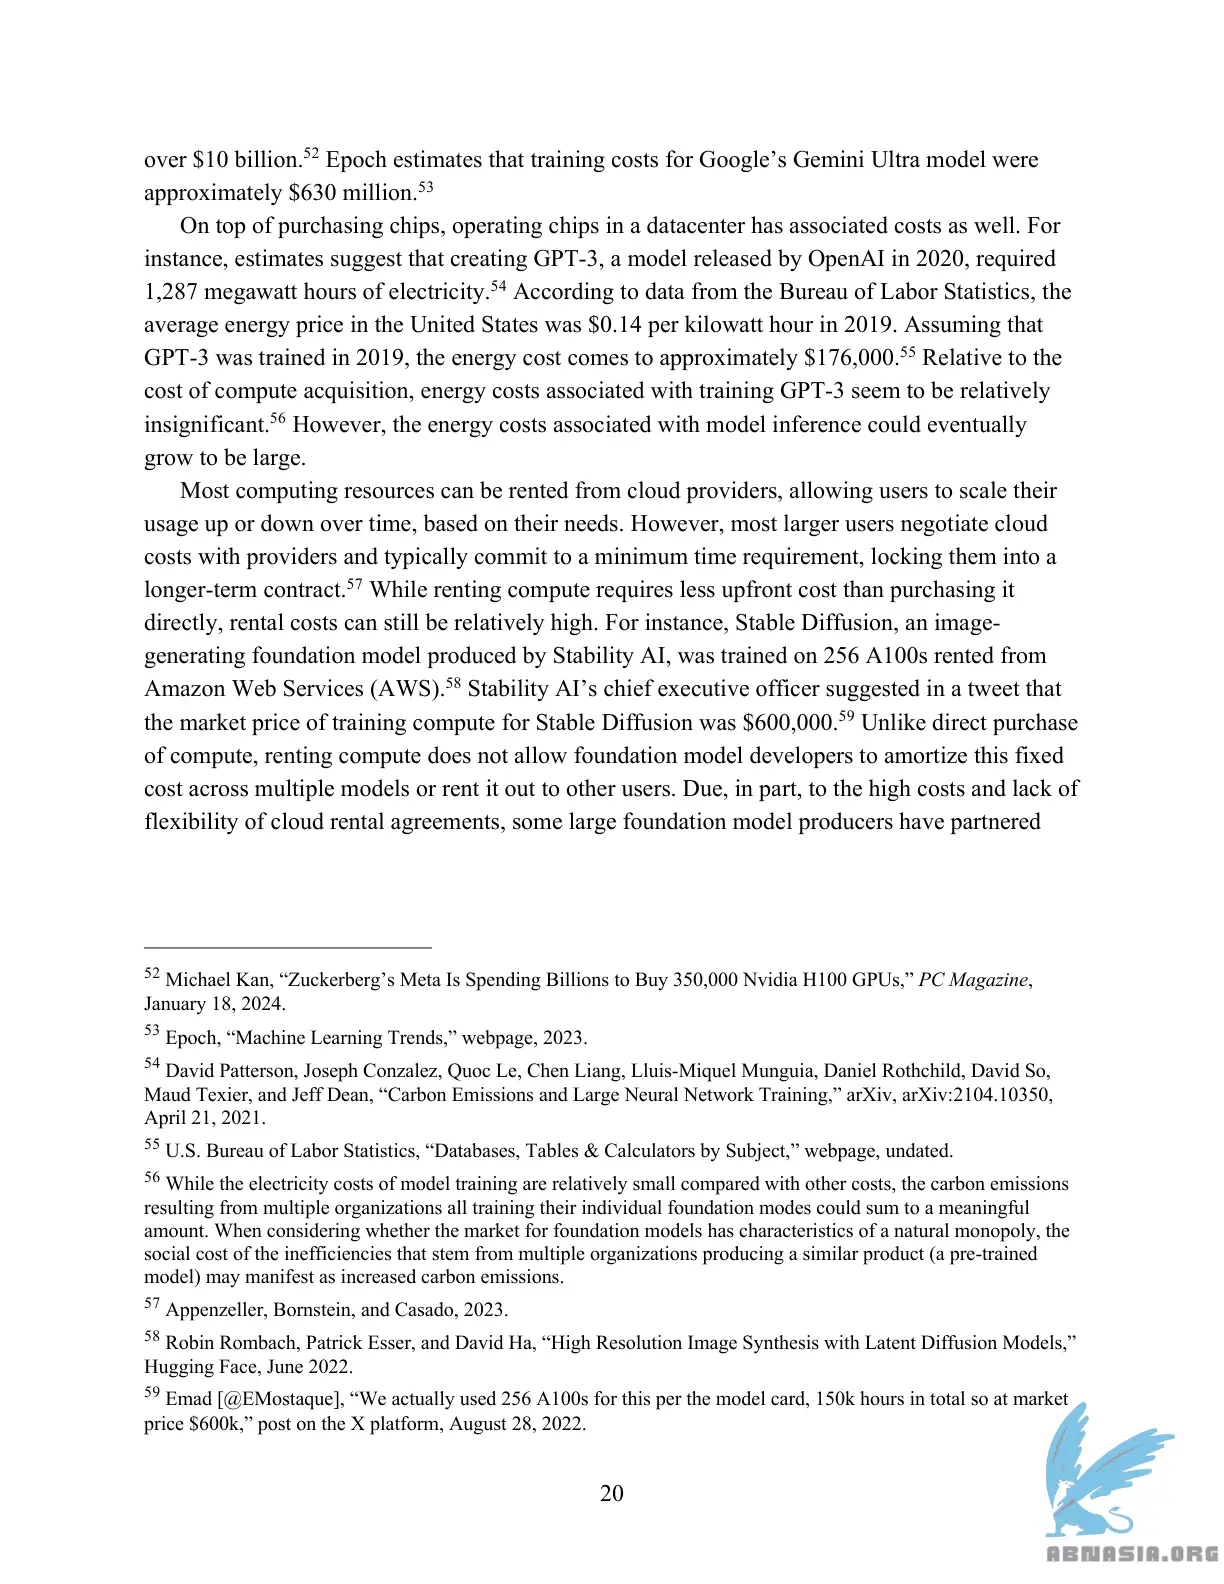 over $10 billion.52 Epoch estimates that training costs for Google’s Gemini Ultra model were
approximately $630 million.53
On top of purchasing chips, operating chips in a datacenter has associated costs as well. For
instance, estimates suggest that creating GPT-3, a model released by OpenAI in 2020, required
1,287 megawatt hours of electricity.54 According to data from the Bureau of Labor Statistics, the
average energy price in the United States was $0.14 per kilowatt hour in 2019. Assuming that
GPT-3 was trained in 2019, the energy cost comes to approximately $176,000.55 Relative to the
cost of compute acquisition, energy costs associated with training GPT-3 seem to be relatively
insignificant.56 However, the energy costs associated with model inference could eventually
grow to be large.
Most computing resources can be rented from cloud providers, allowing users to scale their
usage up or down over time, based on their needs. However, most larger users negotiate cloud
costs with providers and typically commit to a minimum time requirement, locking them into a
longer-term contract.57 While renting compute requires less upfront cost than purchasing it
directly, rental costs can still be relatively high. For instance, Stable Diffusion, an image-
generating foundation model produced by Stability AI, was trained on 256 A100s rented from
Amazon Web Services (AWS).58 Stability AI’s chief executive officer suggested in a tweet that
the market price of training compute for Stable Diffusion was $600,000.59 Unlike direct purchase
of compute, renting compute does not allow foundation model developers to amortize this fixed
cost across multiple models or rent it out to other users. Due, in part, to the high costs and lack of
flexibility of cloud rental agreements, some large foundation model producers have partnered
52 Michael Kan, “Zuckerberg’s Meta Is Spending Billions to Buy 350,000 Nvidia H100 GPUs,” PC Magazine,
January 18, 2024.
53 Epoch, “Machine Learning Trends,” webpage, 2023.
54 David Patterson, Joseph Conzalez, Quoc Le, Chen Liang, Lluis-Miquel Munguia, Daniel Rothchild, David So,
Maud Texier, and Jeff Dean, “Carbon Emissions and Large Neural Network Training,” arXiv, arXiv:2104.10350,
April 21, 2021.
55 U.S. Bureau of Labor Statistics, “Databases, Tables & Calculators by Subject,” webpage, undated.
56 While the electricity costs of model training are relatively small compared with other costs, the carbon emissions
resulting from multiple organizations all training their individual foundation modes could sum to a meaningful
amount. When considering whether the market for foundation models has characteristics of a natural monopoly, the
social cost of the inefficiencies that stem from multiple organizations producing a similar product (a pre-trained
model) may manifest as increased carbon emissions.
57 Appenzeller, Bornstein, and Casado, 2023.
58 Robin Rombach, Patrick Esser, and David Ha, “High Resolution Image Synthesis with Latent Diffusion Models,”
Hugging Face, June 2022.
59 Emad [@EMostaque], “We actually used 256 A100s for this per the model card, 150k hours in total so at market
price $600k,” post on the X platform, August 28, 2022.
20
ABNASIA.ORG